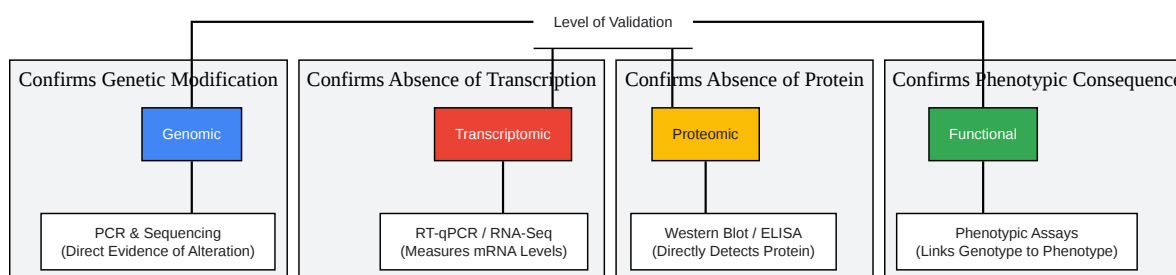 Level of Validation
Confirms Genetic Modification
Confirms Absence of Transcription
Confirms Absence of Protein
Confirms Phenotypic Consequence
Genomic
Transcriptomic
Proteomic
Functional
PCR & Sequencing
(Direct Evidence of Alteration)
RT-qPCR / RNA-Seq
(Measures mRNA Levels)
Western Blot / ELISA
(Directly Detects Protein)
Phenotypic Assays
(Links Genotype to Phenotype)